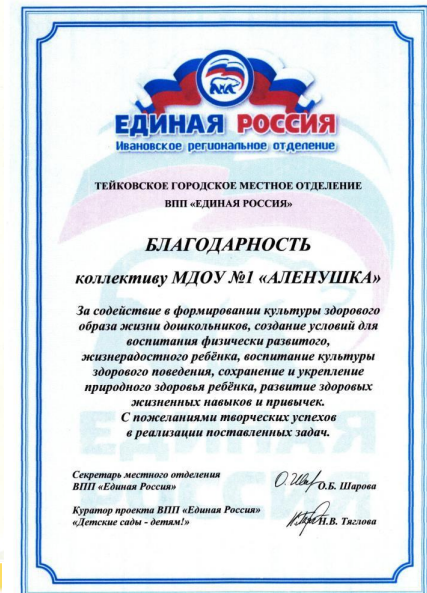 ЕДИНАЯ РОССИЯ
Ивановское региональное отделение
ТЕЙКОВСКОЕ ГОРОДСКОЕ МЕСТНОЕ ОТДЕЛЕНИЕ
ВПП «ЕДИНАЯ РОССИЯ»
БЛАГОДАРНОСТЬ
коллективу МДОУ №1 «АЛЕНУШКА»
За содействие в формировании культуры здорового
образа жизни дошкольников, создание условий для
воспитания физически развитого,
жизнерадостного ребёнка, воспитание культуры
здорового поведения, сохранение и укрепление
природного здоровья ребёнка, развитие здоровых
жизненных навыков и привычек.
С пожеланиями творческих успехов
в реализации поставленных задач.
ЕДИНАЯ
РОССИЯ
Секретарь местного отделения
ВПП «Единая Россия»
О.Б. Шарова
Куратор проекта ВПП «Единая Россия»
«Детские сады - детям!»
Н.В. Тяглова